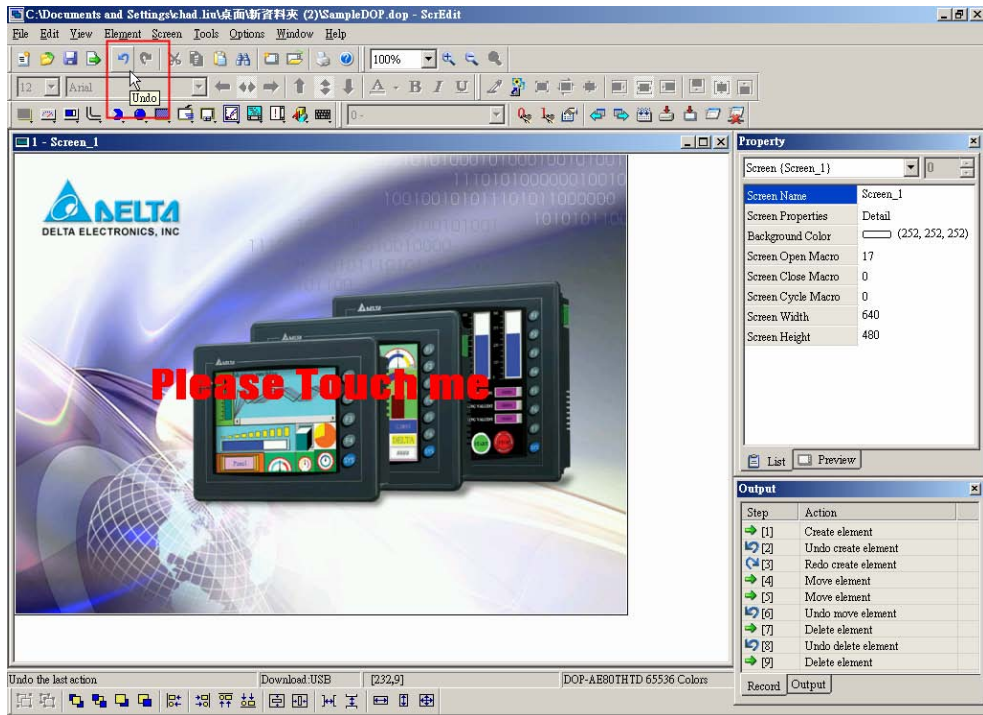 C:\Documents and Settings\chad.liu\桌面\新資料夾 (2)\SampleDOP.dop - ScrEdit
File Edit View Element Screen Tools Options Window Help
100%
12 Arial
Undo
0 -
1 - Screen_1
DELTA
DELTA ELECTRONICS, INC
Please Touch me
Property
Screen {Screen_1} 0
Screen Name Screen_1
Screen Properties Detail
Background Color (252, 252, 252)
Screen Open Macro 17
Screen Close Macro 0
Screen Cycle Macro 0
Screen Width 640
Screen Height 480
List Preview
Output
Step Action
[1] Create element
[2] Undo create element
[3] Redo create element
[4] Move element
[5] Move element
[6] Undo move element
[7] Delete element
[8] Undo delete element
[9] Delete element
Record Output
Undo the last action Download:USB [232,9] DOP-AE80THTD 65536 Colors